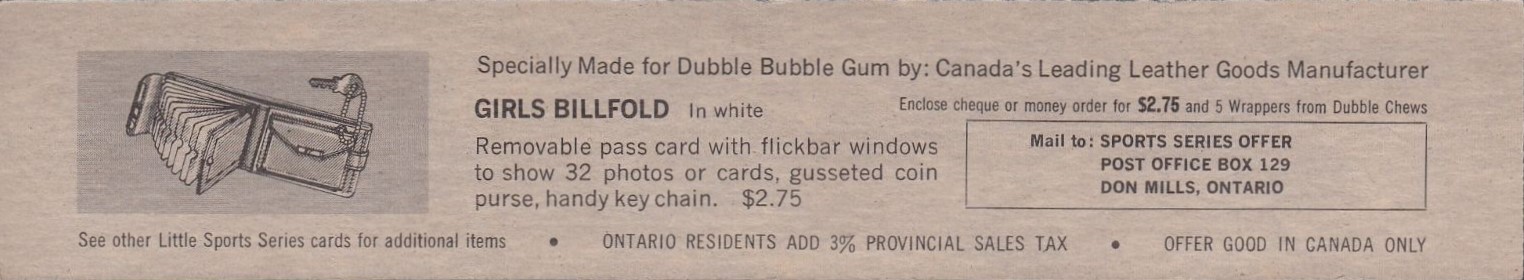 Specially Made for Dubble Bubble Gum by: Canada's Leading Leather Goods Manufacturer
GIRLS BILLFOLD In white
Enclose cheque or money order for $2.75 and 5 Wrappers from Dubble Chews
Removable pass card with flickbar windows
to show 32 photos or cards, gusseted coin
purse, handy key chain. $2.75
Mail to: SPORTS SERIES OFFER
POST OFFICE BOX 129
DON MILLS, ONTARIO
See other Little Sports Series cards for additional items • ONTARIO RESIDENTS ADD 3% PROVINCIAL SALES TAX • OFFER GOOD IN CANADA ONLY